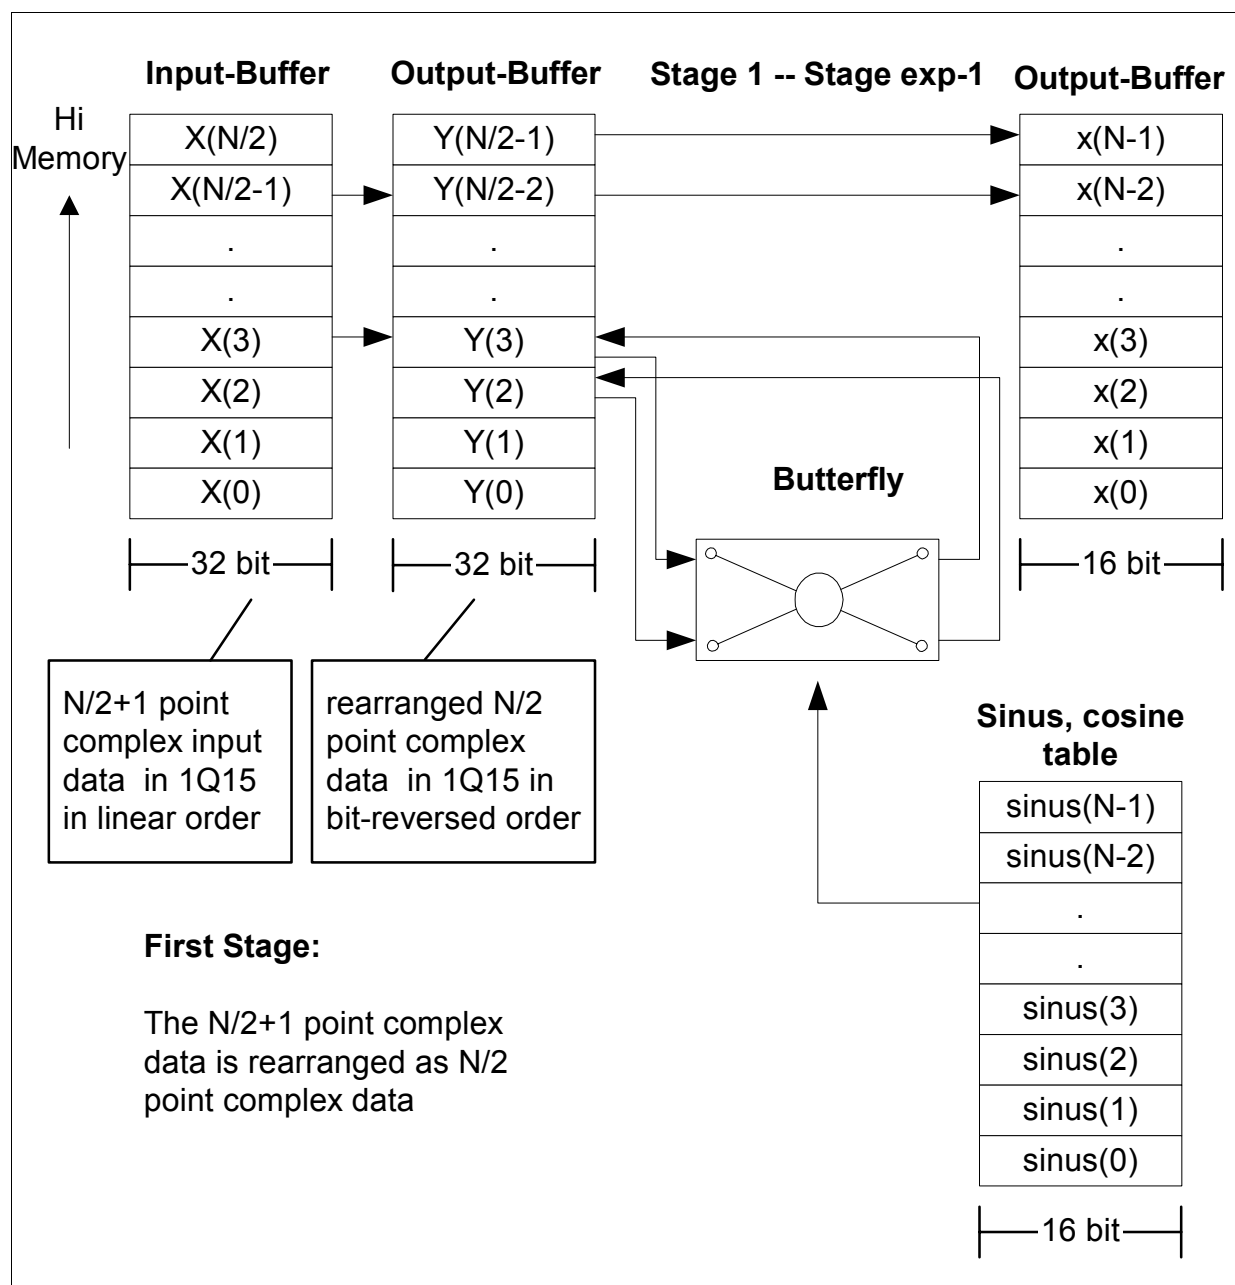 Input-Buffer
Output-Buffer
Stage 1 -- Stage exp-1
Output-Buffer
Hi
Memory
X(N/2)
X(N/2-1)
.
.
X(3)
X(2)
X(1)
X(0)
32 bit
Y(N/2-1)
Y(N/2-2)
.
.
Y(3)
Y(2)
Y(1)
Y(0)
32 bit
x(N-1)
x(N-2)
.
.
x(3)
x(2)
x(1)
x(0)
16 bit
Butterfly
N/2+1 point
complex input
data in 1Q15
in linear order
rearranged N/2
point complex
data in 1Q15 in
bit-reversed order
First Stage:
The N/2+1 point complex
data is rearranged as N/2
point complex data
Sinus, cosine
table
sinus(N-1)
sinus(N-2)
.
.
sinus(3)
sinus(2)
sinus(1)
sinus(0)
16 bit